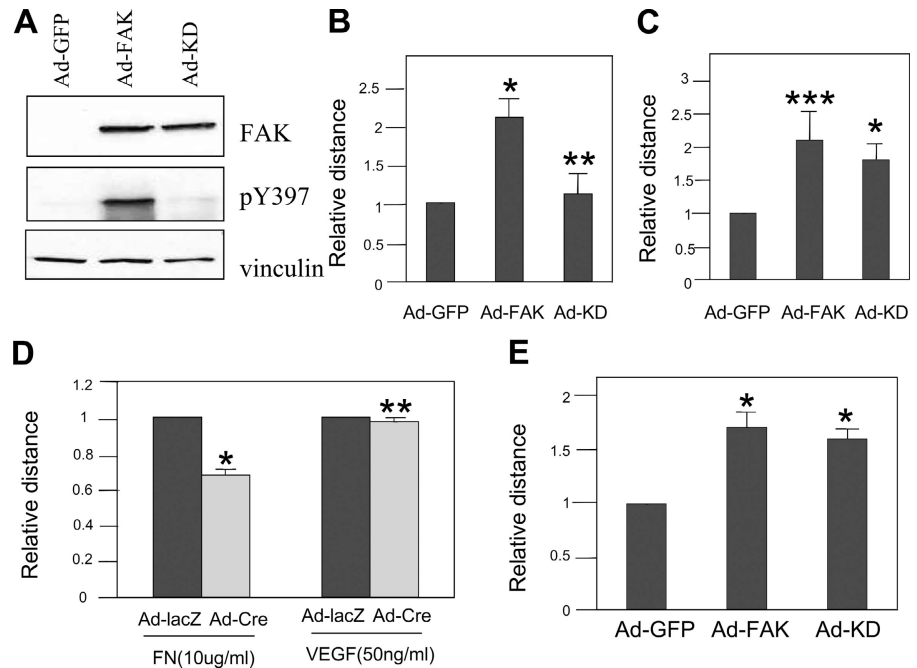 A
Ad-GFP
Ad-FAK
Ad-KD
FAK
pY397
vinculin
B
Relative distance
2.5
2
1.5
1
0.5
0
*
**
Ad-GFP Ad-FAK Ad-KD
C
Relative distance
3
2.5
2
1.5
1
0.5
0
***
*
Ad-GFP Ad-FAK Ad-KD
D
Relative distance
1.2
1
0.8
0.6
0.4
0.2
0
*
**
Ad-lacZ Ad-Cre Ad-lacZ Ad-Cre
FN(10ug/ml) VEGF(50ng/ml)
E
Relative distance
2
1.5
1
0.5
0
*
*
Ad-GFP Ad-FAK Ad-KD